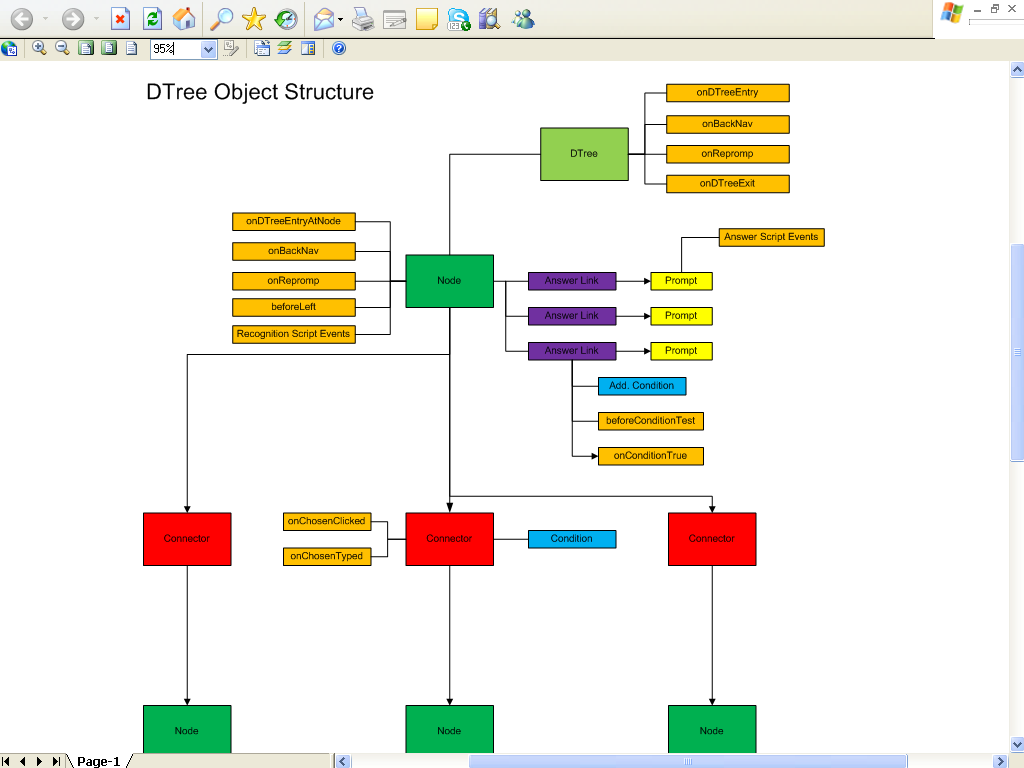 95%
DTree Object Structure
onDTreeEntry
onBackNav
DTree
onRepromp
onDTreeExit
onDTreeEntryAtNode
Answer Script Events
onBackNav
onRepromp
Node
Answer Link
Prompt
beforeLeft
Answer Link
Prompt
Recognition Script Events
Answer Link
Prompt
Add. Condition
beforeConditionTest
onConditionTrue
onChosenClicked
Connector
Connector
Condition
Connector
onChosenTyped
Node
Node
Node
Page-1